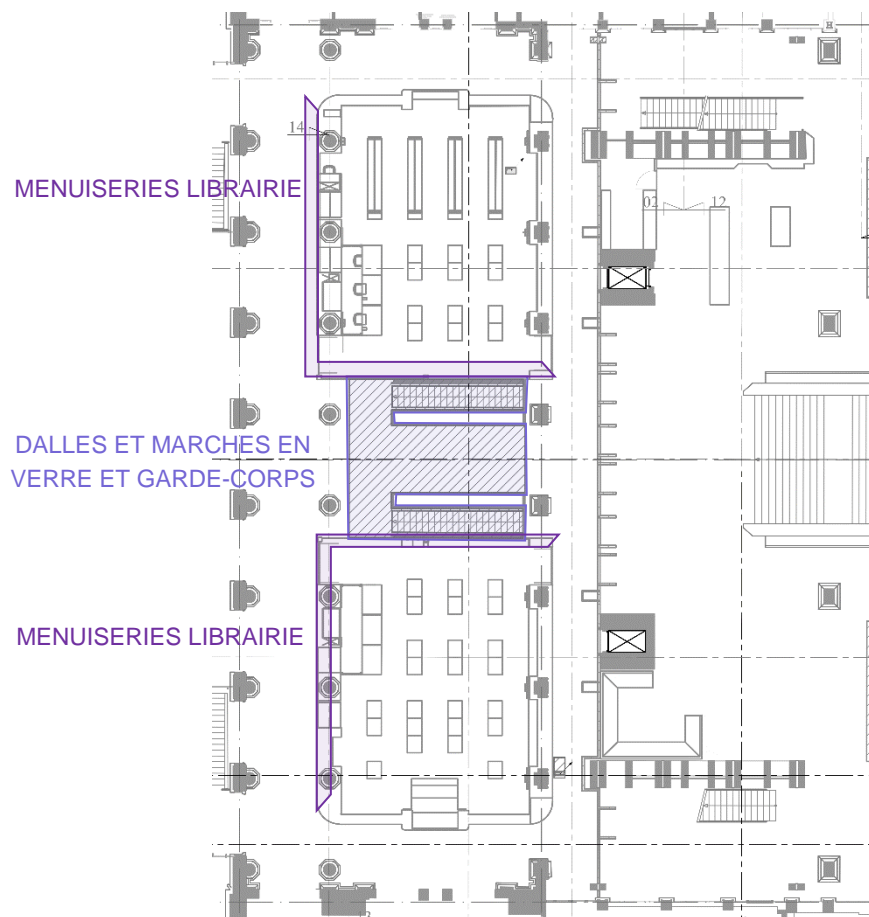 14
MENUISERIES LIBRAIRIE
02 12
DALLES ET MARCHES EN
VERRE ET GARDE-CORPS
MENUISERIES LIBRAIRIE